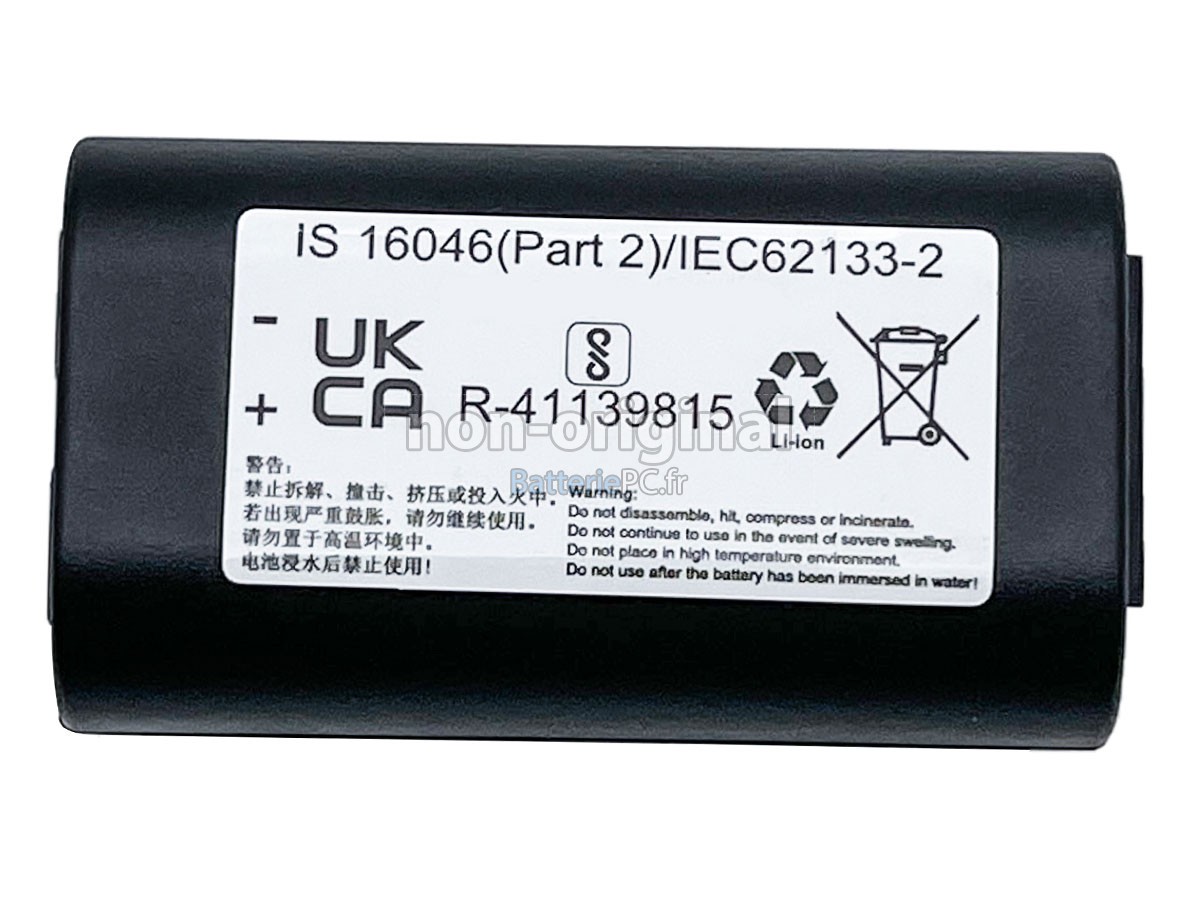 IS 16046(Part 2)/IEC62133-2
-
UK
+
CA
R-41139815
Li-ion
non-original
BatteriePC.fr
警告：
禁止拆解、撞击、挤压或投入火中。
若出现严重鼓胀，请勿继续使用。
请勿置于高温环境中。
电池浸水后禁止使用！
Warning:
Do not disassemble, hit, compress or incinerate.
Do not continue to use in the event of severe swelling.
Do not place in high temperature environment.
Do not use after the battery has been immersed in water!